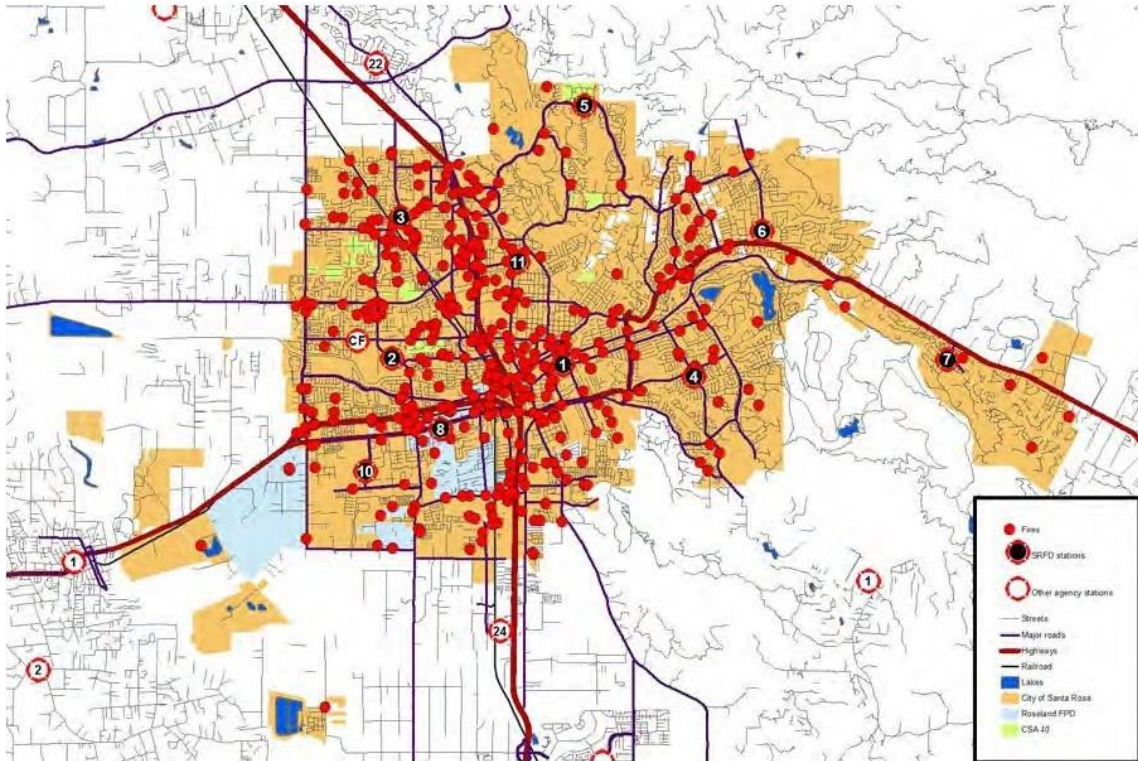 22
5
3
6
11
CF
2
1
7
4
8
10
1
1
24
2
Fires
SRFD stations
Other agency stations
Streets
Major roads
Highways
Railroad
Lakes
City of Santa Rosa
Roseland FPD
CSA 40